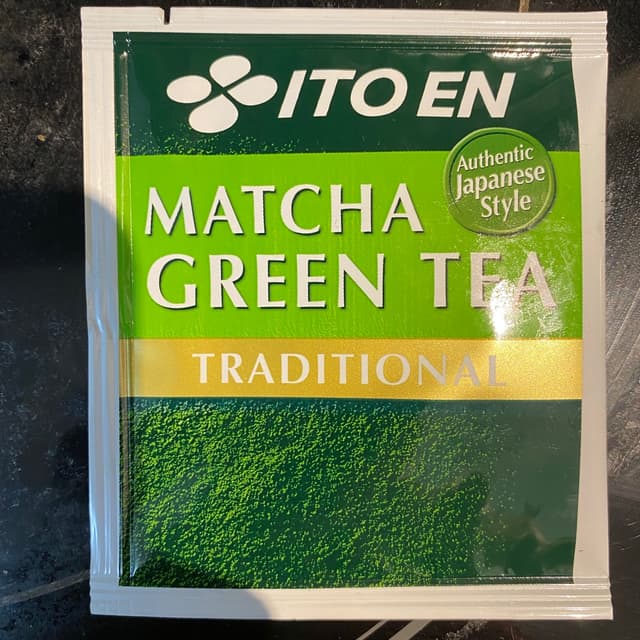 ITO EN
Authentic
Japanese
Style
MATCHA
GREEN TEA
TRADITIONAL